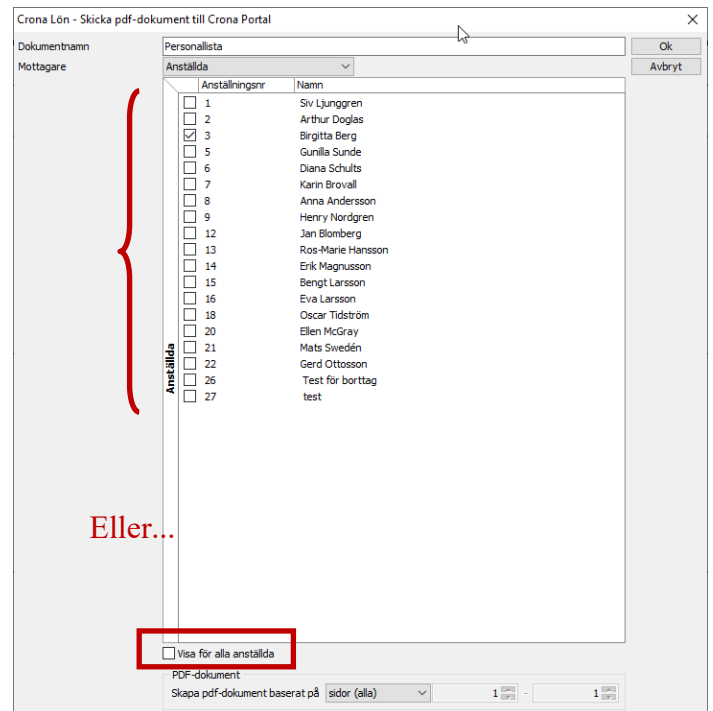 Crona Lön - Skicka pdf-dokument till Crona Portal
Dokumentnamn Personallista Ok
Mottagare Anställda Avbryt
Anställningsnr Namn
1 Siv Ljunggren
2 Arthur Doglas
3 Birgitta Berg
5 Gunilla Sunde
6 Diana Schults
7 Karin Brovall
8 Anna Andersson
9 Henry Nordgren
12 Jan Blomberg
13 Ros-Marie Hansson
14 Erik Magnusson
15 Bengt Larsson
16 Eva Larsson
18 Oscar Tidström
20 Ellen McGray
21 Mats Swedén
22 Gerd Ottosson
26 Test för borttag
27 test
Anställda
Eller...
Visa för alla anställda
PDF-dokument
Skapa pdf-dokument baserat på sidor (alla) 1 - 1